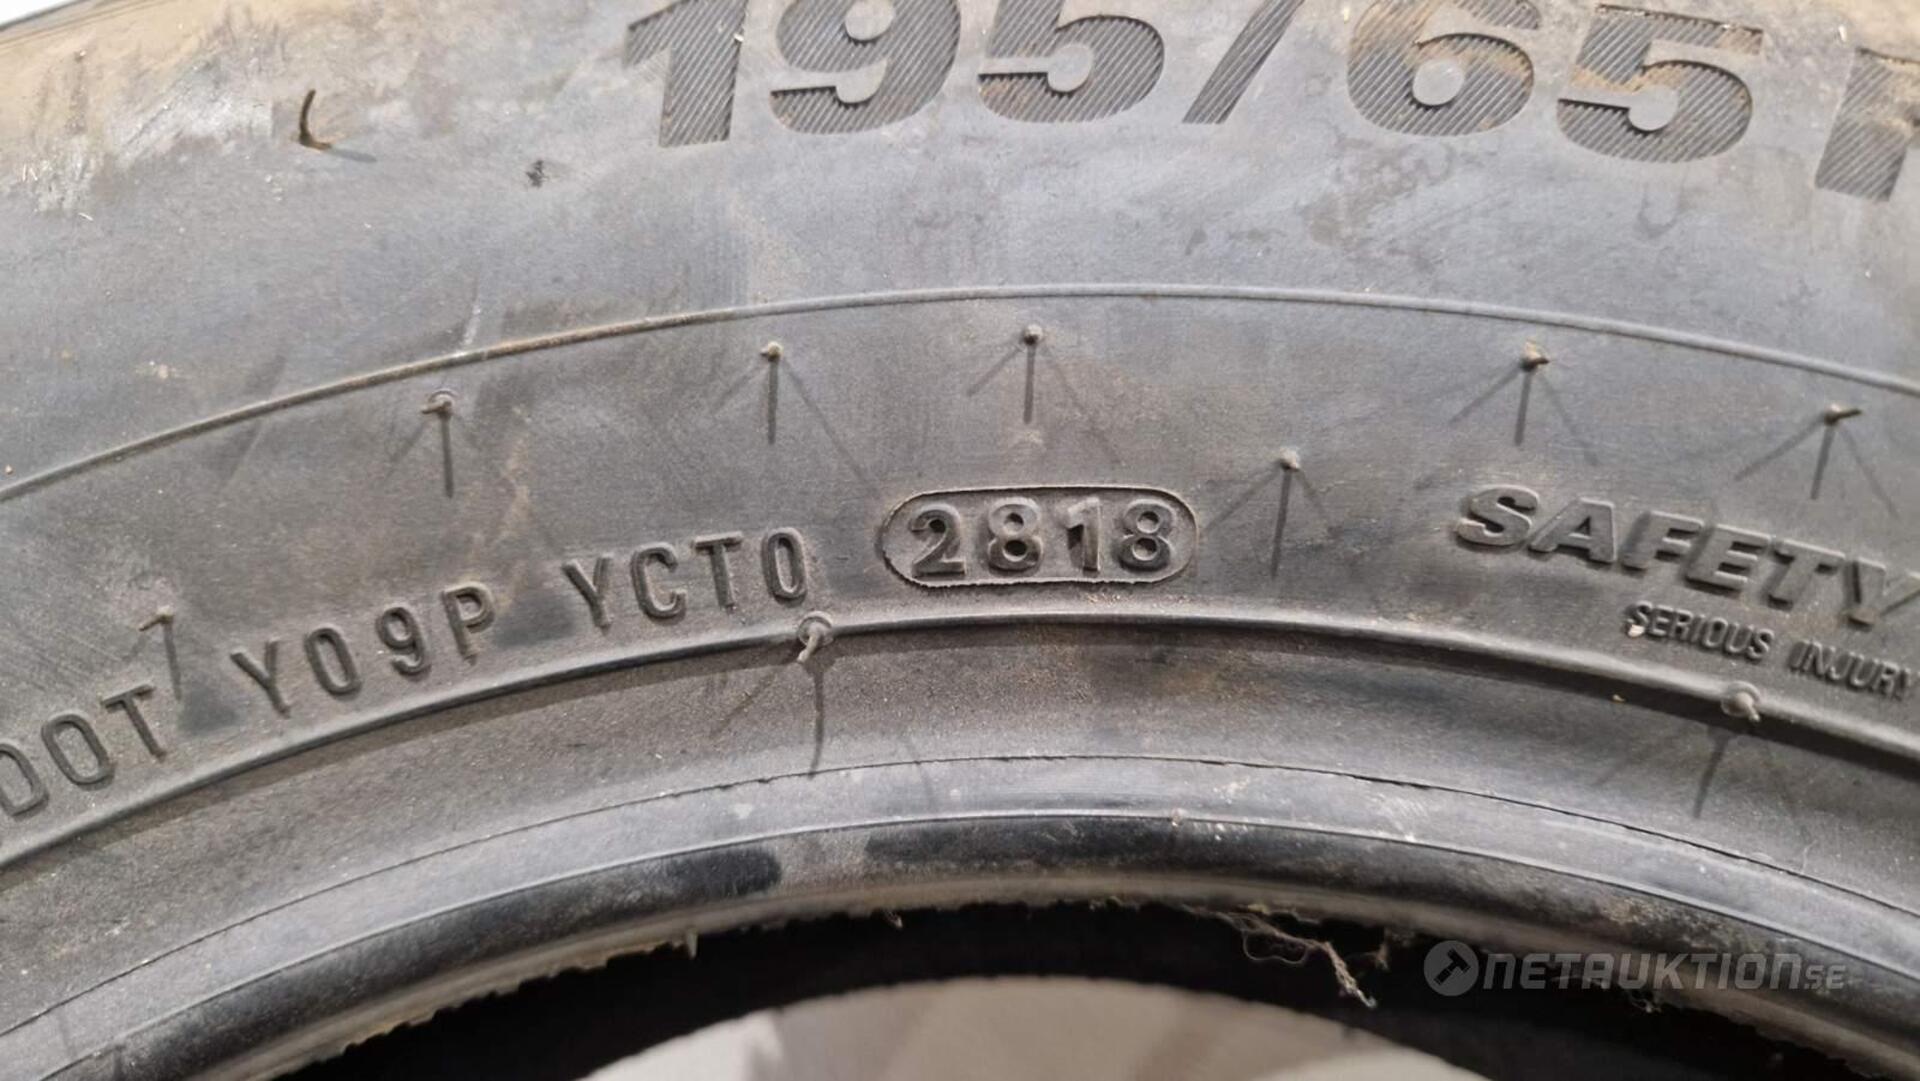 195/65 R
DOT Y09P YCT0 2818
SAFETY
SERIOUS INJURY
NETAUKTION.SE